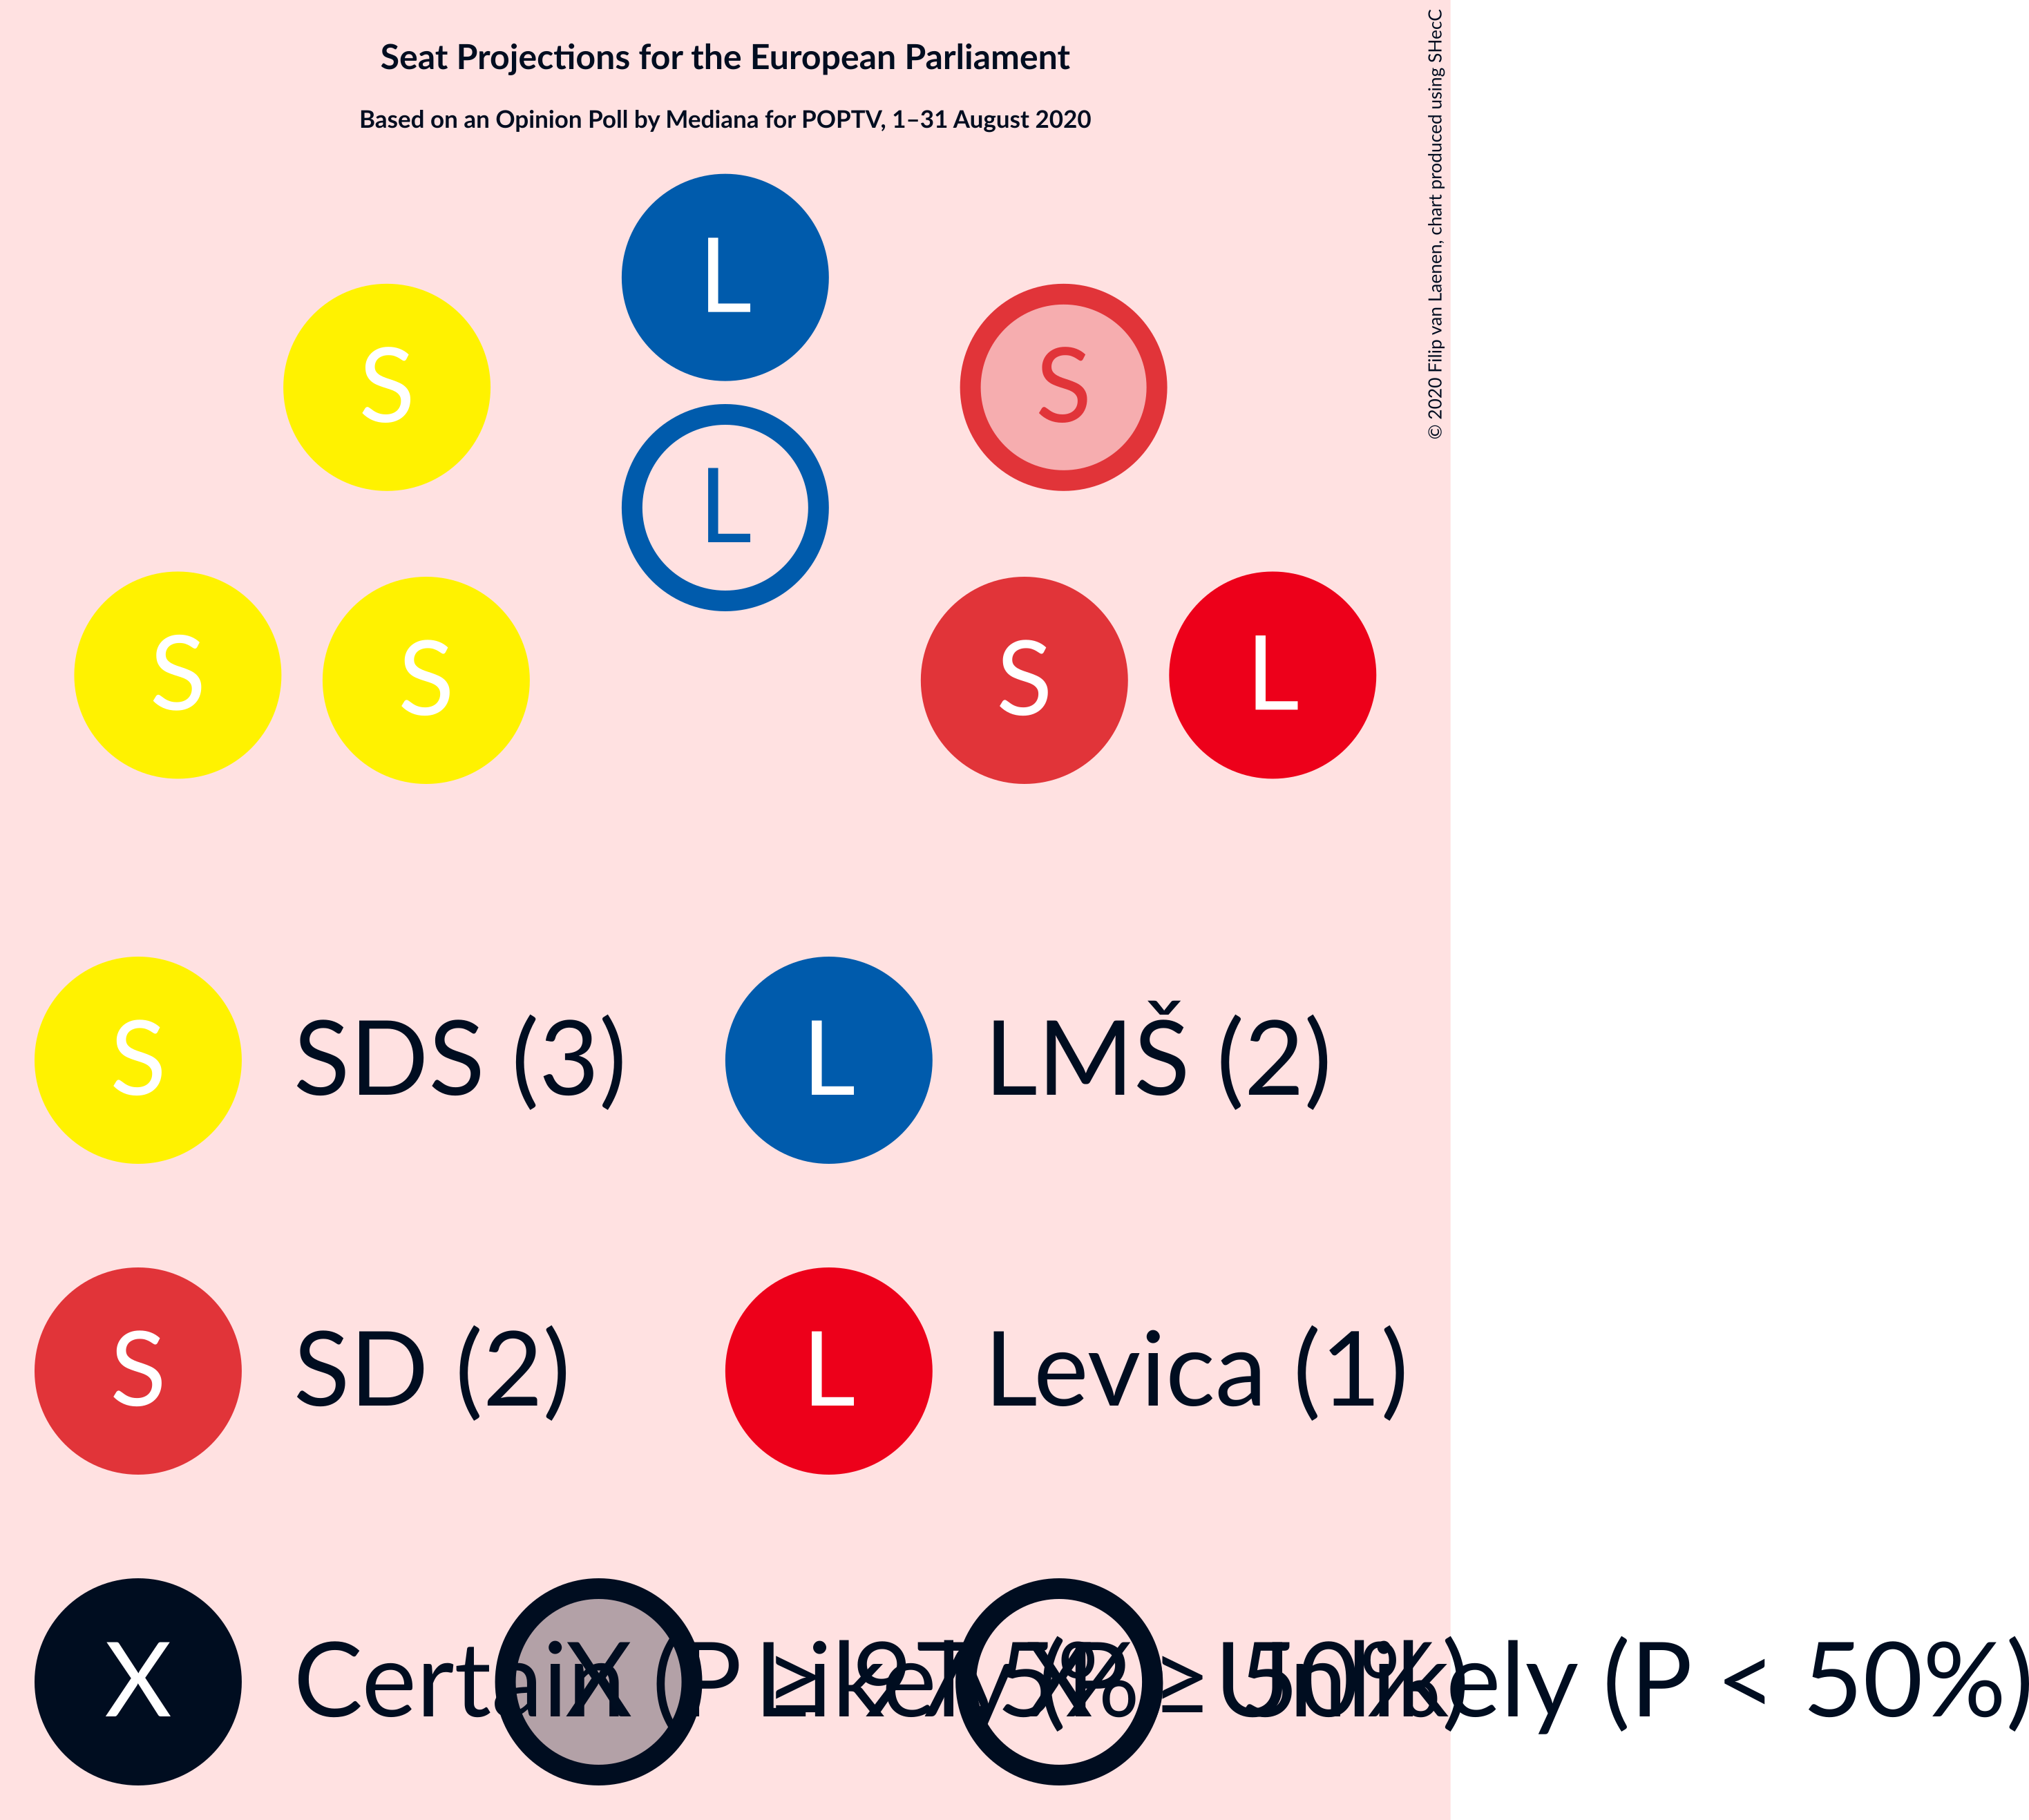 Seat Projections for the European Parliament
Based on an Opinion Poll by Mediana for POPTV, 1–31 August 2020
© 2020 Filip van Laenen, chart produced using SHecC
L
S
S
L
S
S
S
L
S SDS (3) L LMŠ (2)
S SD (2) L Levica (1)
X Certain (P ≥ X Likely (P ≥ 50%) X Unlikely (P < 50%)